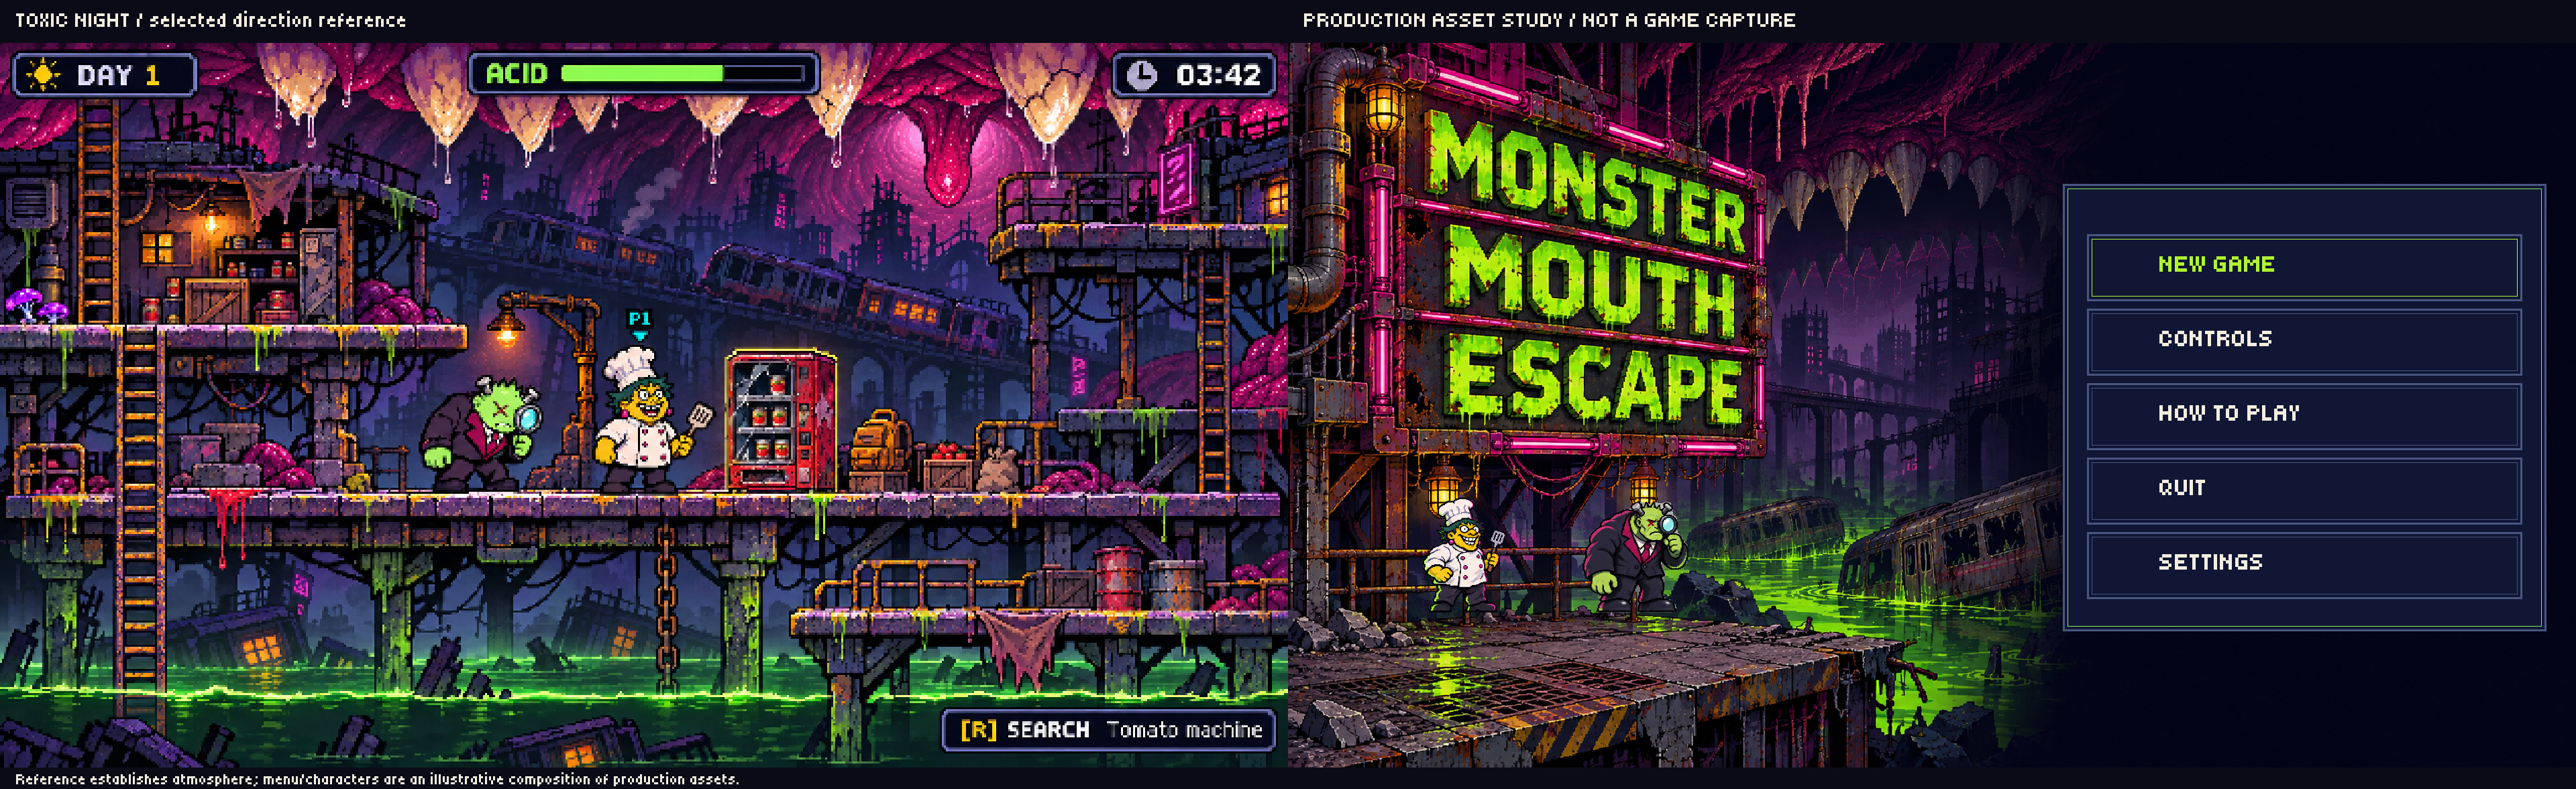 TOXIC NIGHT / selected direction reference
PRODUCTION ASSET STUDY / NOT A GAME CAPTURE
DAY 1
ACID
03:42
P1
[R] SEARCH Tomato machine
MONSTER
MOUTH
ESCAPE
NEW GAME
CONTROLS
HOW TO PLAY
QUIT
SETTINGS
Reference establishes atmosphere; menu/characters are an illustrative composition of production assets.